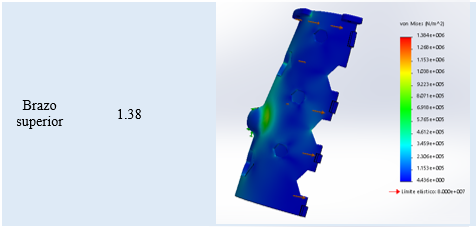 Brazo
superior
1.38
von Mises (N/m^2)
1.384e+006
1.268e+006
1.153e+006
1.038e+006
9.223e+005
8.071e+005
6.918e+005
5.765e+005
4.612e+005
3.459e+005
2.306e+005
1.153e+005
4.436e+000
Límite elástico: 8.000e+007